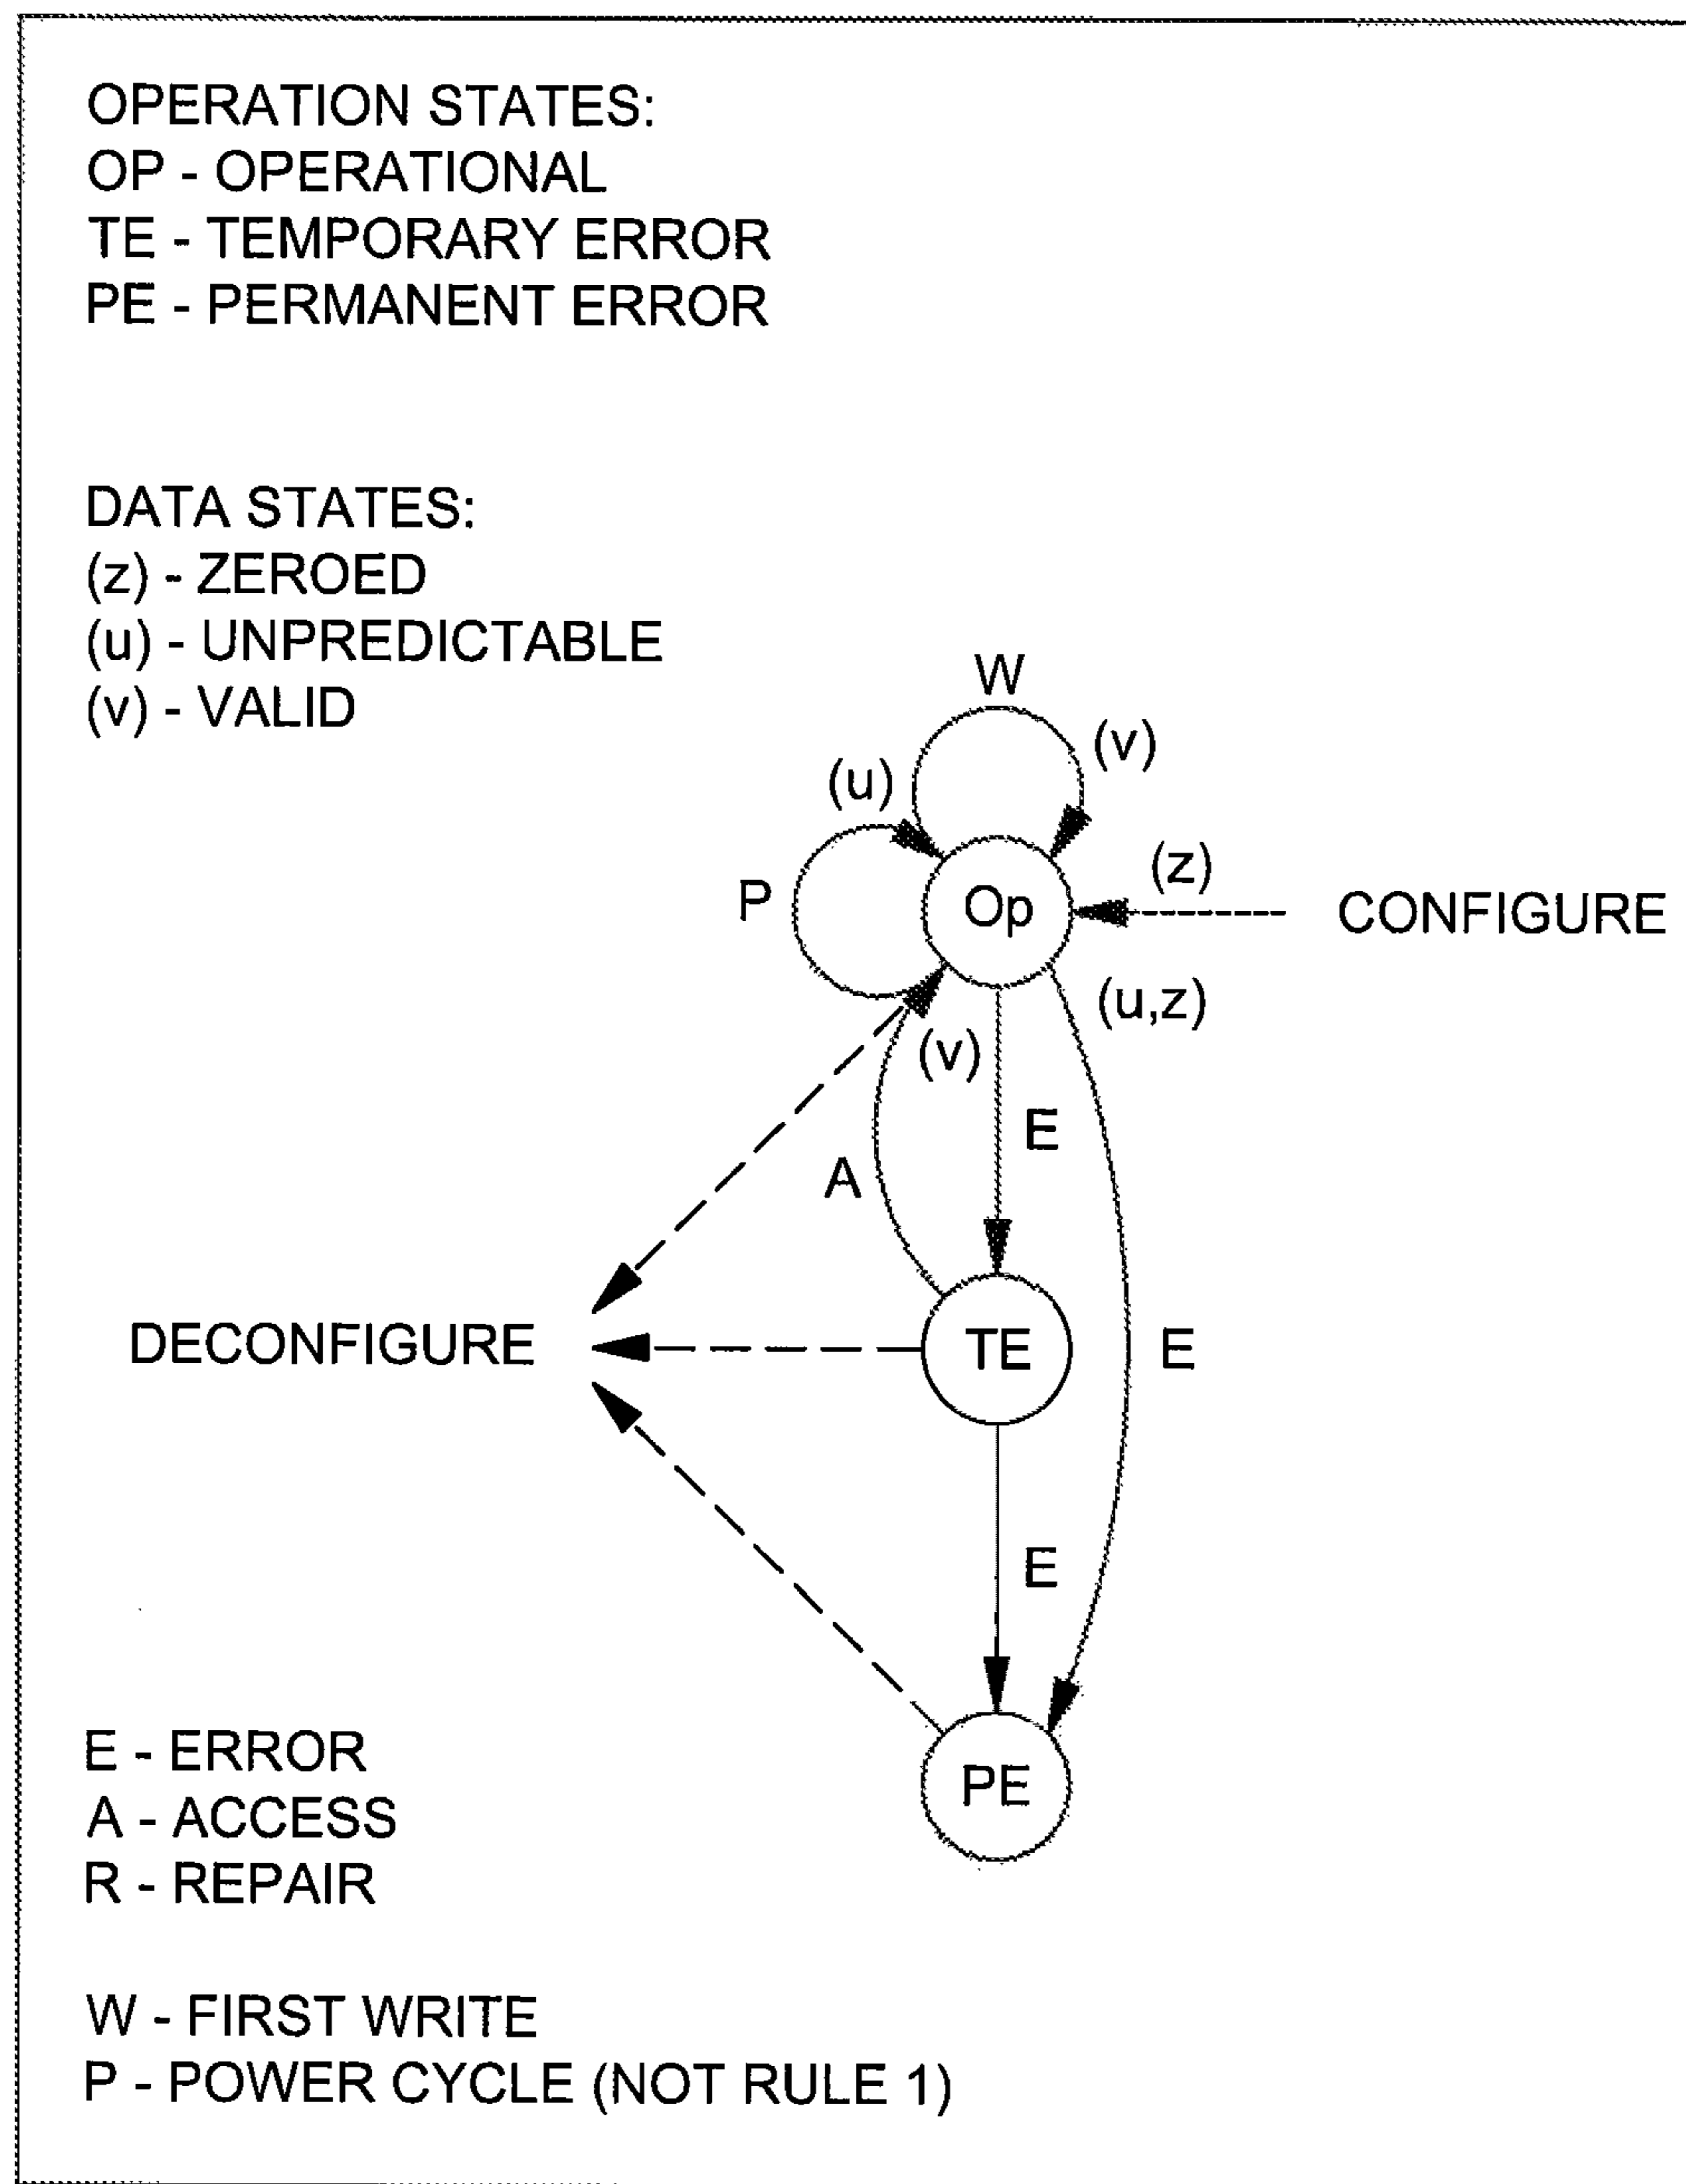 OPERATION STATES:
OP - OPERATIONAL
TE - TEMPORARY ERROR
PE - PERMANENT ERROR
DATA STATES:
(z) - ZEROED
(u) - UNPREDICTABLE
(v) - VALID
W
(v)
(u)
(z)
P
Op
CONFIGURE
(u,z)
(v)
E
A
DECONFIGURE
TE
E
E
PE
E - ERROR
A - ACCESS
R - REPAIR
W - FIRST WRITE
P - POWER CYCLE (NOT RULE 1)